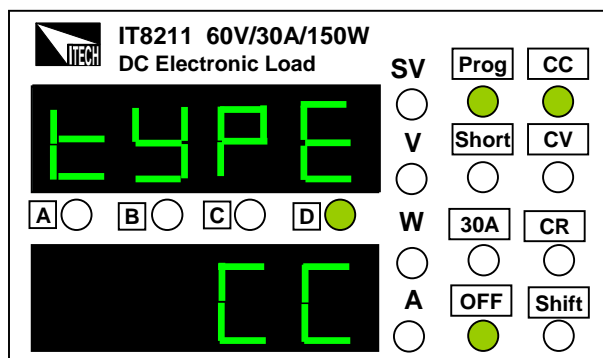 ITECH
IT8211 60V/30A/150W
DC Electronic Load
SV Prog CC
tYPE
V Short CV
A B C D
W 30A CR
CC
A OFF Shift